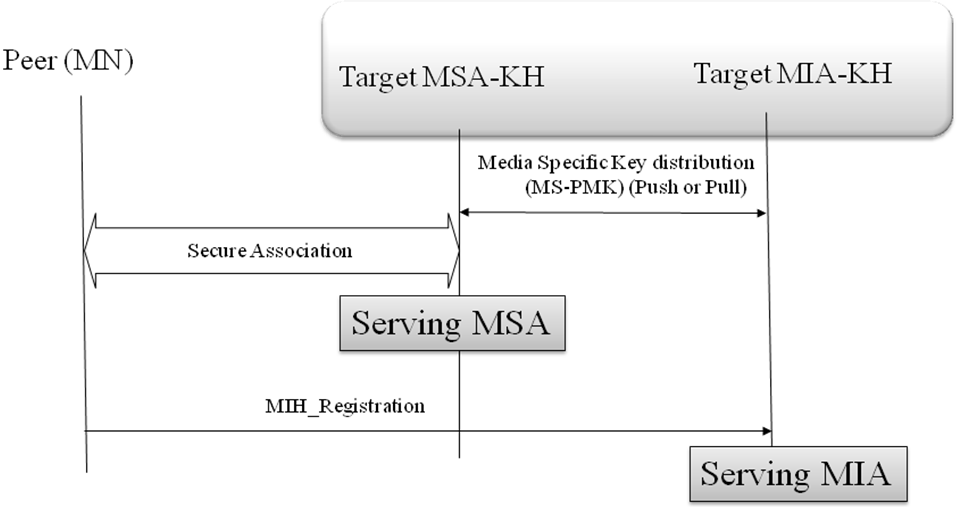 Peer (MN)
Target MSA-KH
Target MIA-KH
Media Specific Key distribution
(MS-PMK) (Push or Pull)
Secure Association
Serving MSA
MIH_Registration
Serving MIA